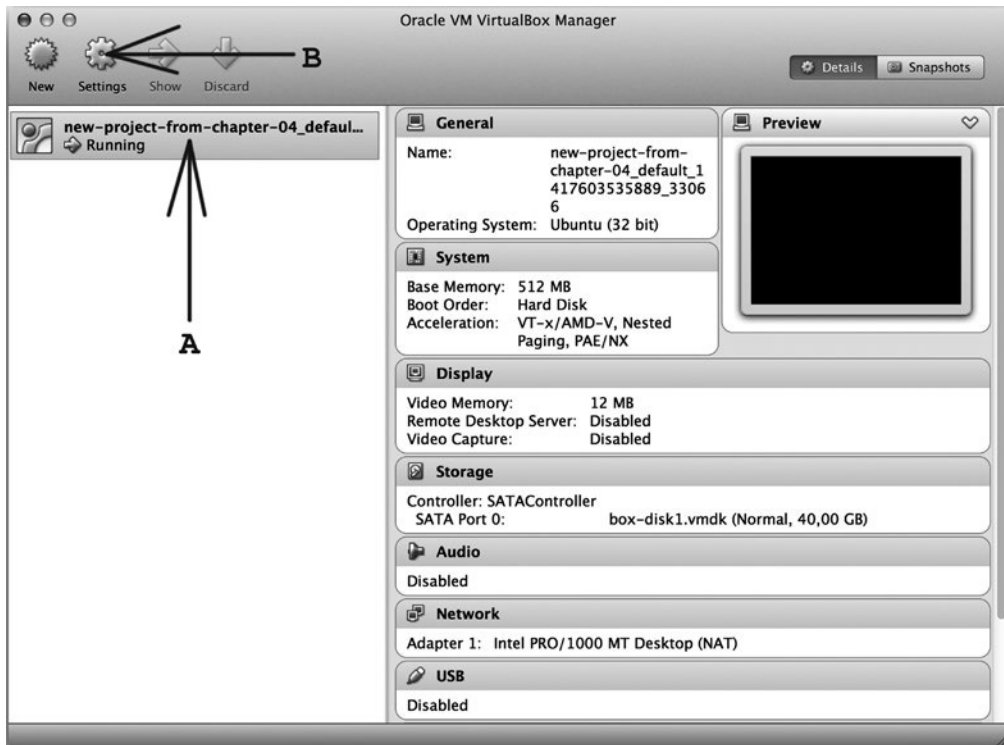 Oracle VM VirtualBox Manager
B
New
Settings
Show
Discard
Details
Snapshots
new-project-from-chapter-04_defaul...
Running
A
General
Name:
new-project-from-
chapter-04_default_1
417603535889_3306
6
Operating System: Ubuntu (32 bit)
Preview
System
Base Memory: 512 MB
Boot Order: Hard Disk
Acceleration: VT-x/AMD-V, Nested
Paging, PAE/NX
Display
Video Memory: 12 MB
Remote Desktop Server: Disabled
Video Capture: Disabled
Storage
Controller: SATAController
SATA Port 0: box-disk1.vmdk (Normal, 40,00 GB)
Audio
Disabled
Network
Adapter 1: Intel PRO/1000 MT Desktop (NAT)
USB
Disabled